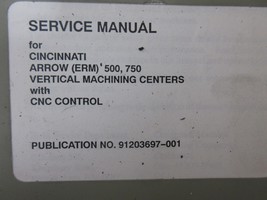 SERVICE MANUAL
for
CINCINNATI
ARROW (ERM) 500, 750
VERTICAL MACHINING CENTERS
with
CNC CONTROL
PUBLICATION NO. 91203697-001